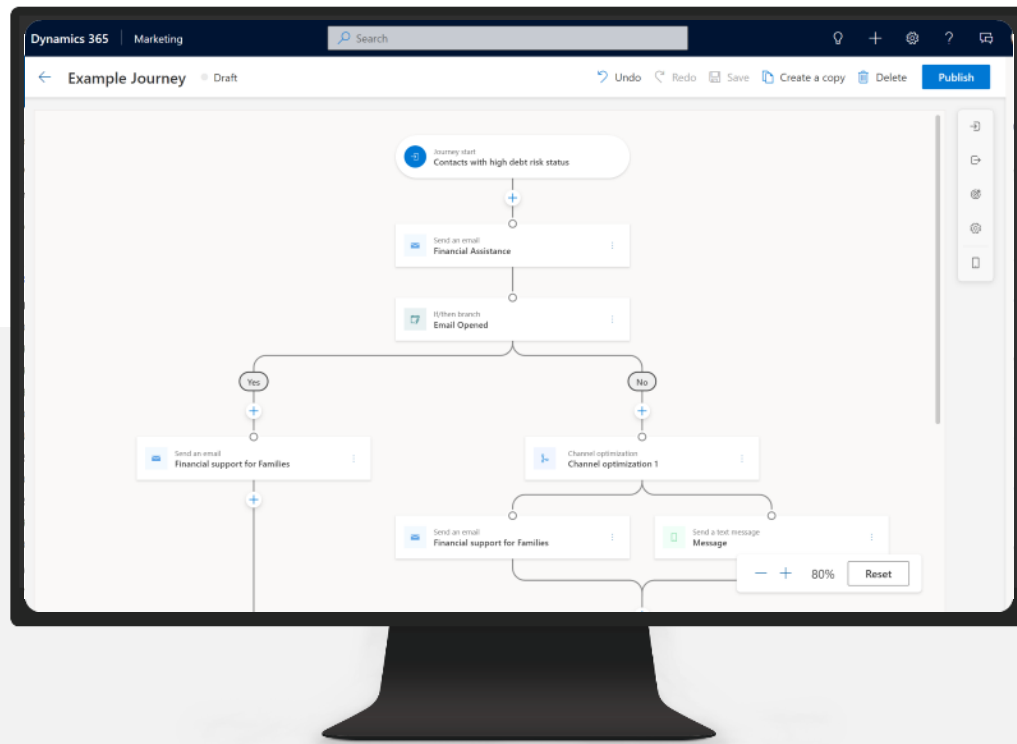 Dynamics 365 Marketing Search
Example Journey Draft Undo Redo Save Create a copy Delete Publish
Journey start
Contacts with high debt risk status
Send an email
Financial Assistance
If/then branch
Email Opened
Yes No
Send an email
Financial support for Families
Channel optimization
Channel optimization 1
Send an email
Financial support for Families
Send a text message
Message
80% Reset